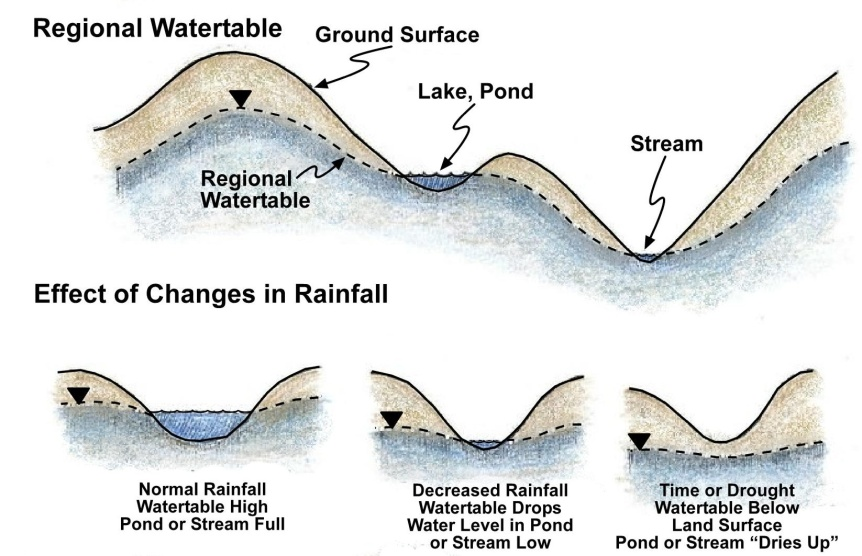 Regional Watertable
Ground Surface
Lake, Pond
Stream
Regional
Watertable
Effect of Changes in Rainfall
Normal Rainfall
Watertable High
Pond or Stream Full
Decreased Rainfall
Watertable Drops
Water Level in Pond
or Stream Low
Time or Drought
Watertable Below
Land Surface
Pond or Stream “Dries Up”